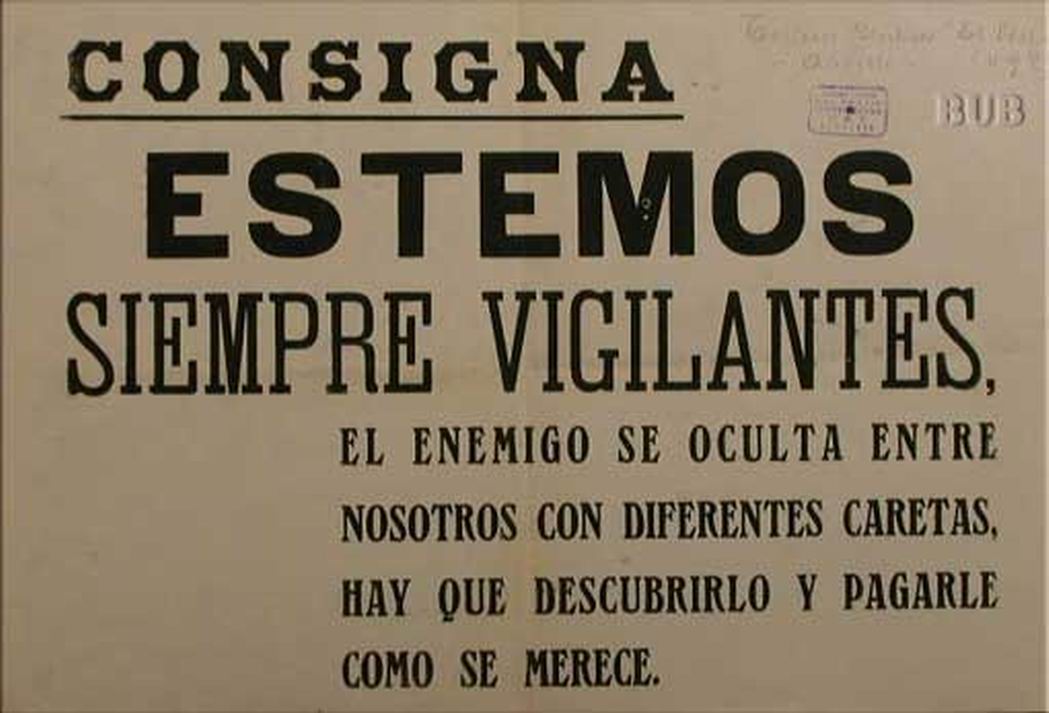 CONSIGNA
BUB
ESTEMOS
SIEMPRE VIGILANTES,
EL ENEMIGO SE OCULTA ENTRE
NOSOTROS CON DIFERENTES CARETAS,
HAY QUE DESCUBRIRLO Y PAGARLE
COMO SE MERECE.